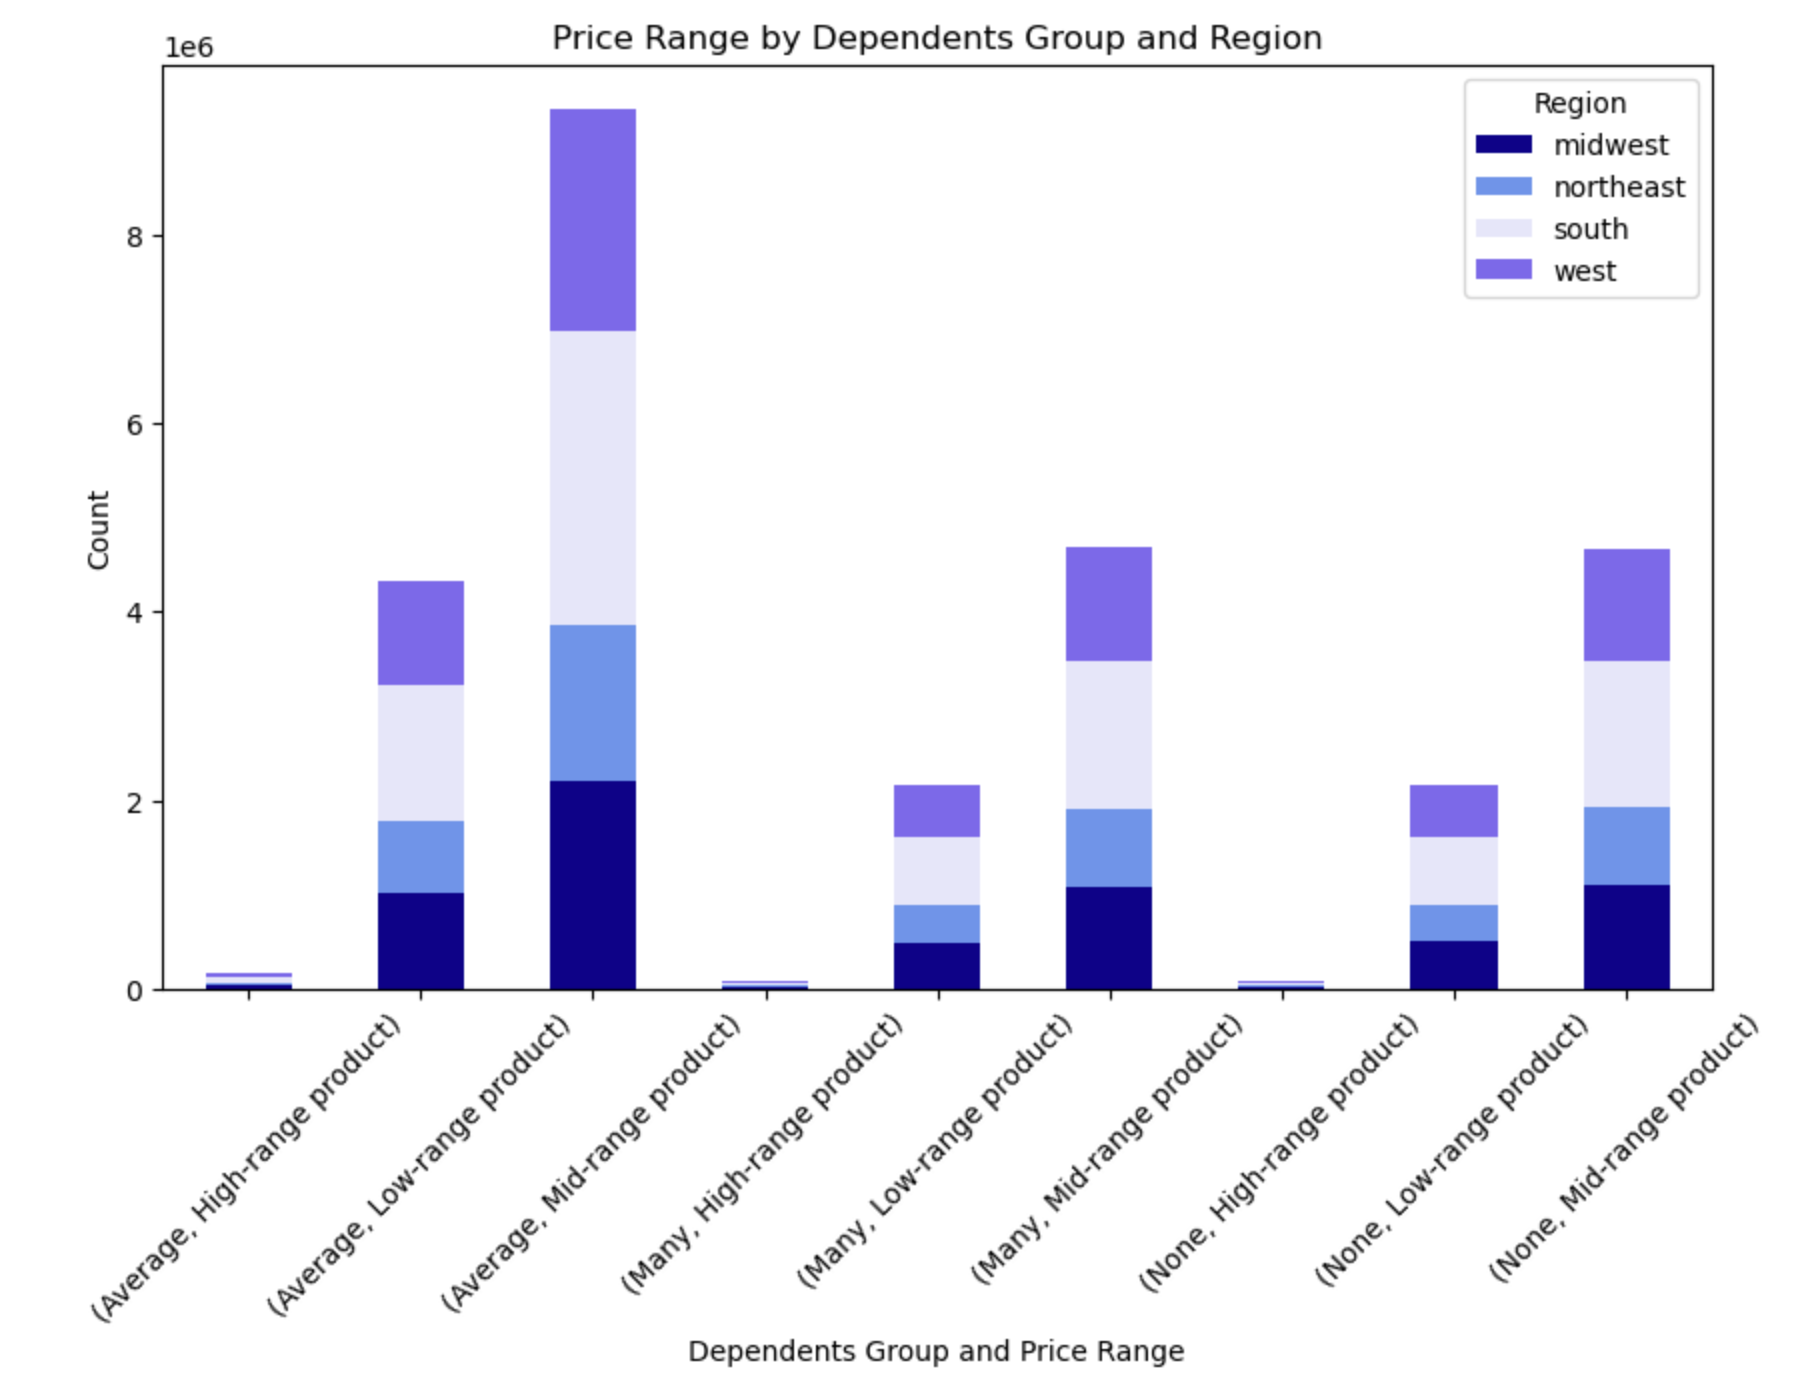 Price Range by Dependents Group and Region
1e6
Region
midwest
northeast
south
west
8
6
4
2
0
Count
(Average, High-range product)
(Average, Low-range product)
(Average, Mid-range product)
(Many, High-range product)
(Many, Low-range product)
(Many, Mid-range product)
(None, High-range product)
(None, Low-range product)
(None, Mid-range product)
Dependents Group and Price Range